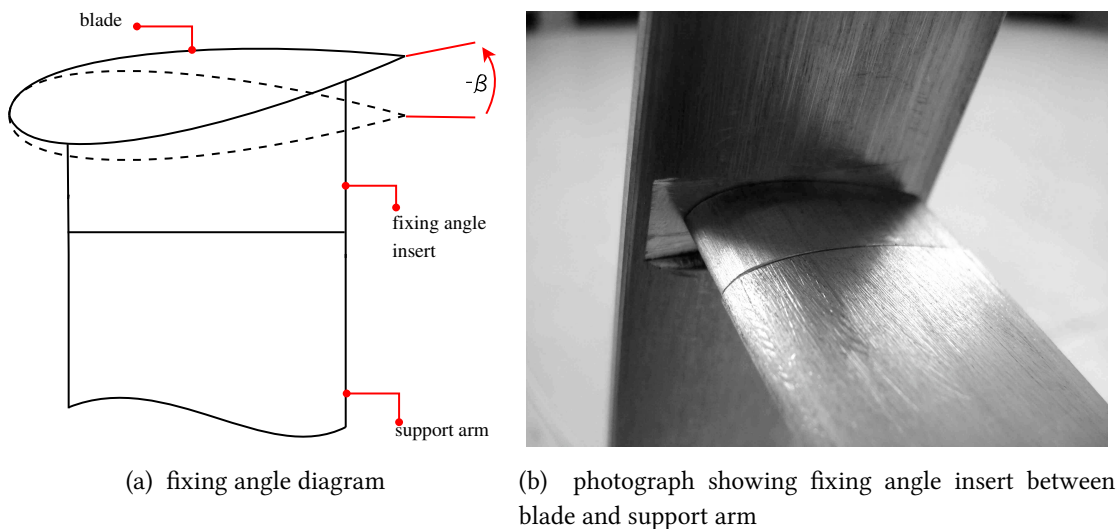 blade
-β
fixing angle
insert
support arm
(a) fixing angle diagram
(b) photograph showing fixing angle insert between
blade and support arm